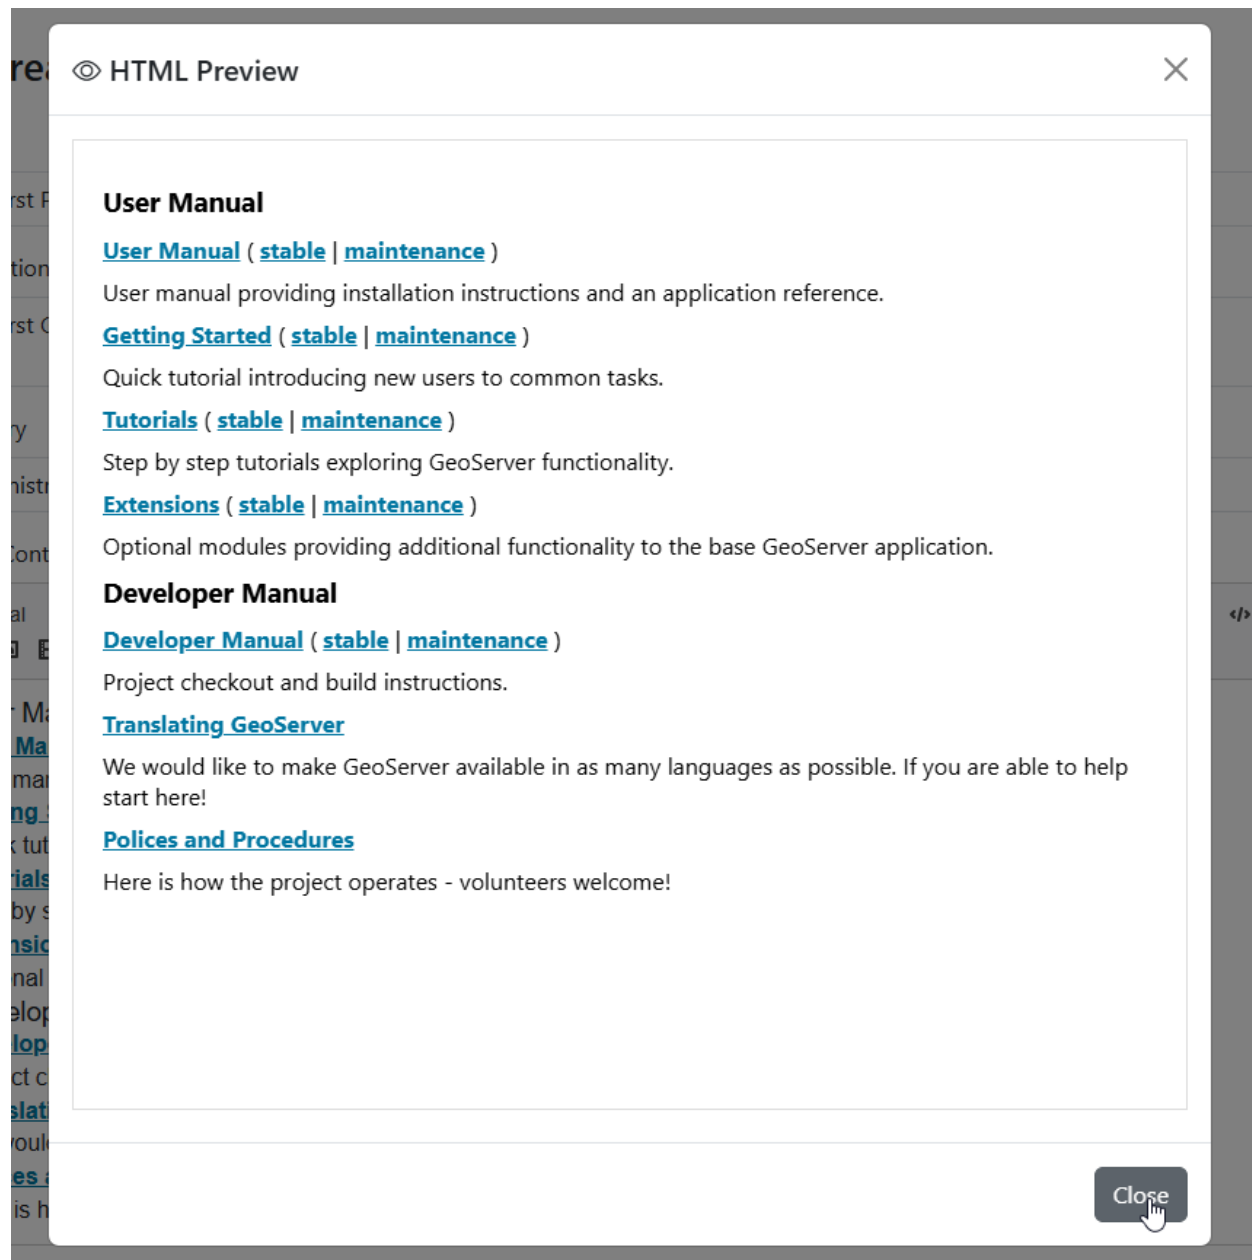 HTML Preview
User Manual
User Manual ( stable | maintenance )
User manual providing installation instructions and an application reference.
Getting Started ( stable | maintenance )
Quick tutorial introducing new users to common tasks.
Tutorials ( stable | maintenance )
Step by step tutorials exploring GeoServer functionality.
Extensions ( stable | maintenance )
Optional modules providing additional functionality to the base GeoServer application.
Developer Manual
Developer Manual ( stable | maintenance )
Project checkout and build instructions.
Translating GeoServer
We would like to make GeoServer available in as many languages as possible. If you are able to help
start here!
Polices and Procedures
Here is how the project operates - volunteers welcome!
Close